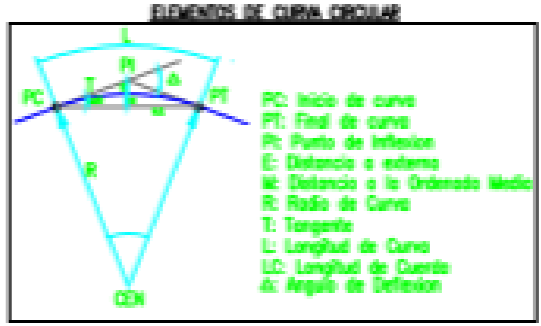 ELEMENTOS DE CURVA CIRCULAR
L
PI
T
Δ
PC
PT
R
CEN
PC: Inicio de curva
PT: Final de curva
PI: Punto de Inflexion
E: Distancia a externa
M: Distancia a la Ordenada Media
R: Radio de Curva
T: Tangente
L: Longitud de Curva
LC: Longitud de Cuerda
Δ: Angulo de Deflexion